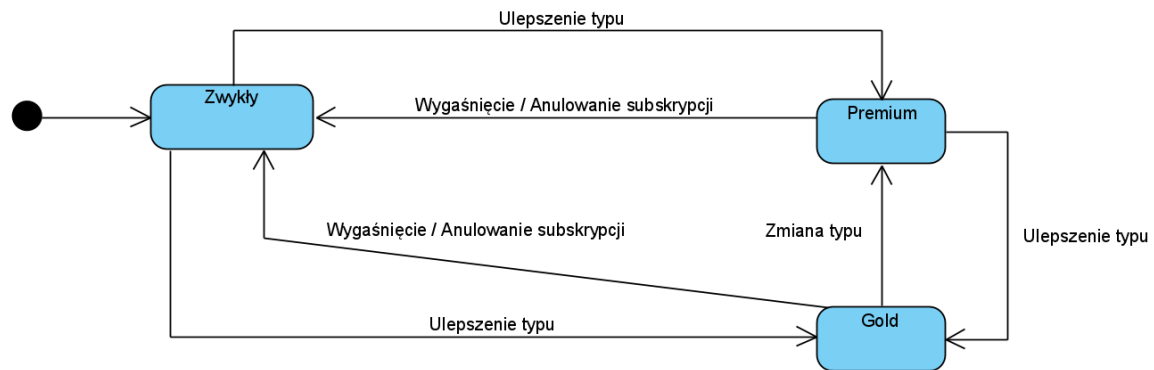 Ulepszenie typu
Zwykły
Wygaśnięcie / Anulowanie subskrypcji
Premium
Wygaśnięcie / Anulowanie subskrypcji
Zmiana typu
Ulepszenie typu
Ulepszenie typu
Gold